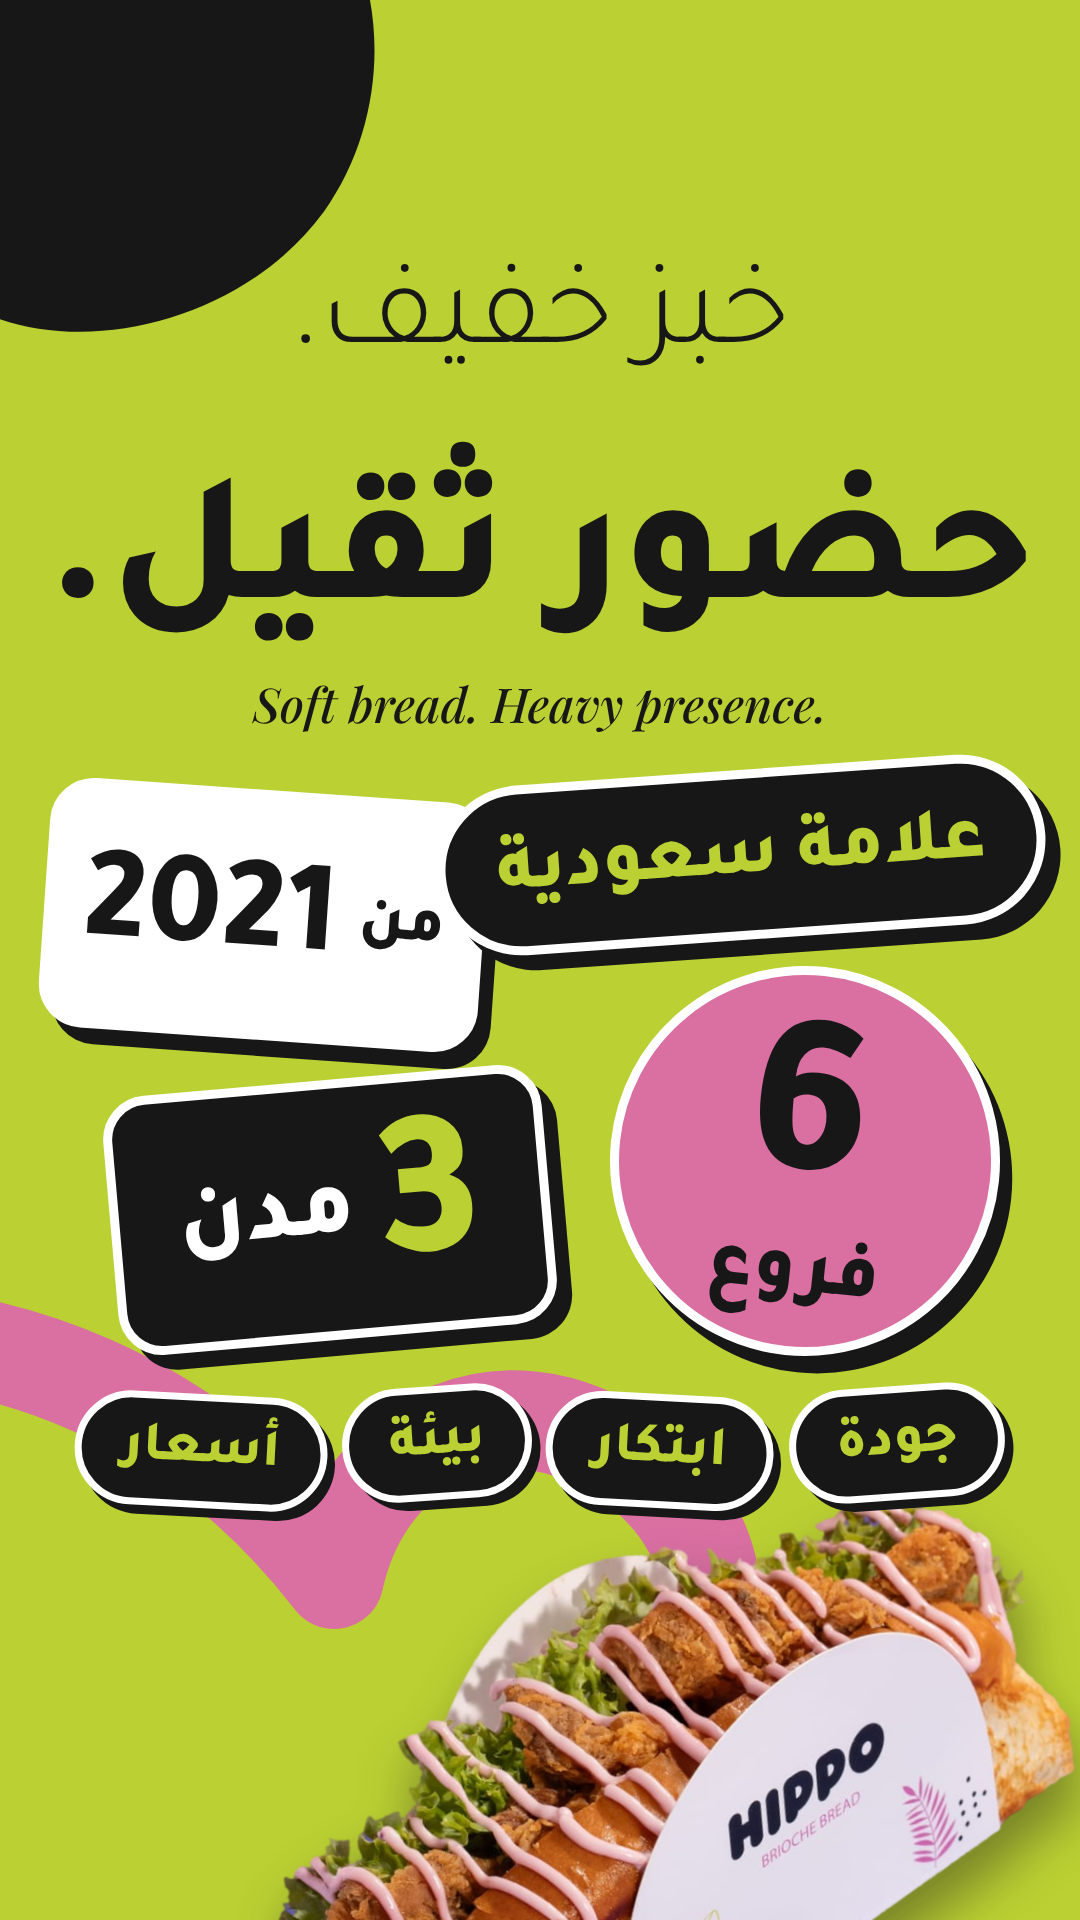 خبز خفيف.
حضور ثقيل.
Soft bread. Heavy presence.
علامة سعودية
من 2021
6
فروع
3 مدن
جودة
ابتكار
بيئة
أسعار
HIPPO
BRIOCHE BREAD